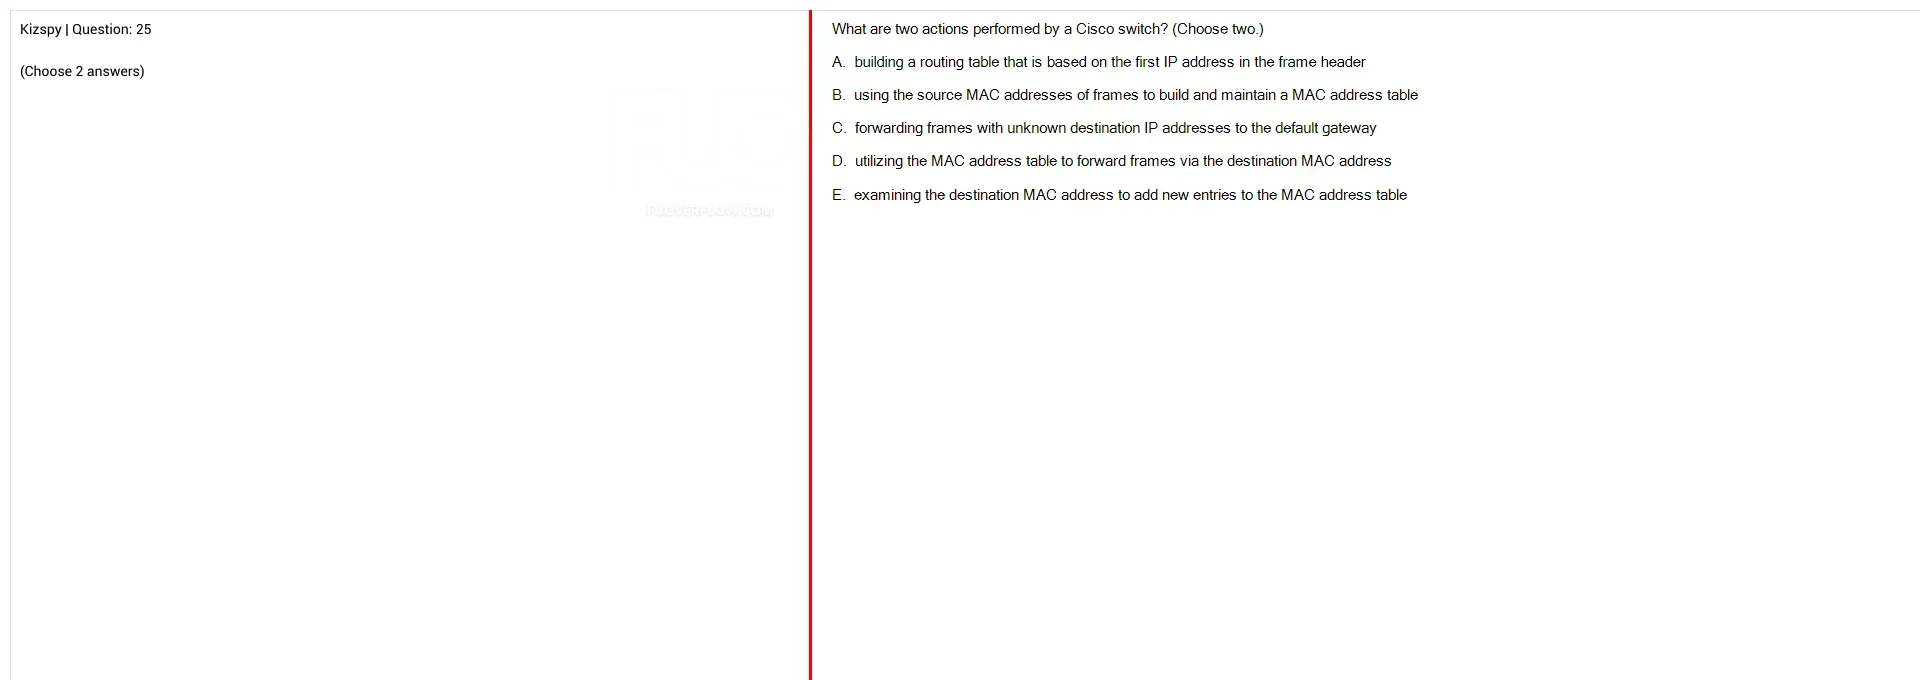 Kizspy | Question: 25
(Choose 2 answers)
What are two actions performed by a Cisco switch? (Choose two.)
A. building a routing table that is based on the first IP address in the frame header
B. using the source MAC addresses of frames to build and maintain a MAC address table
C. forwarding frames with unknown destination IP addresses to the default gateway
D. utilizing the MAC address table to forward frames via the destination MAC address
E. examining the destination MAC address to add new entries to the MAC address table